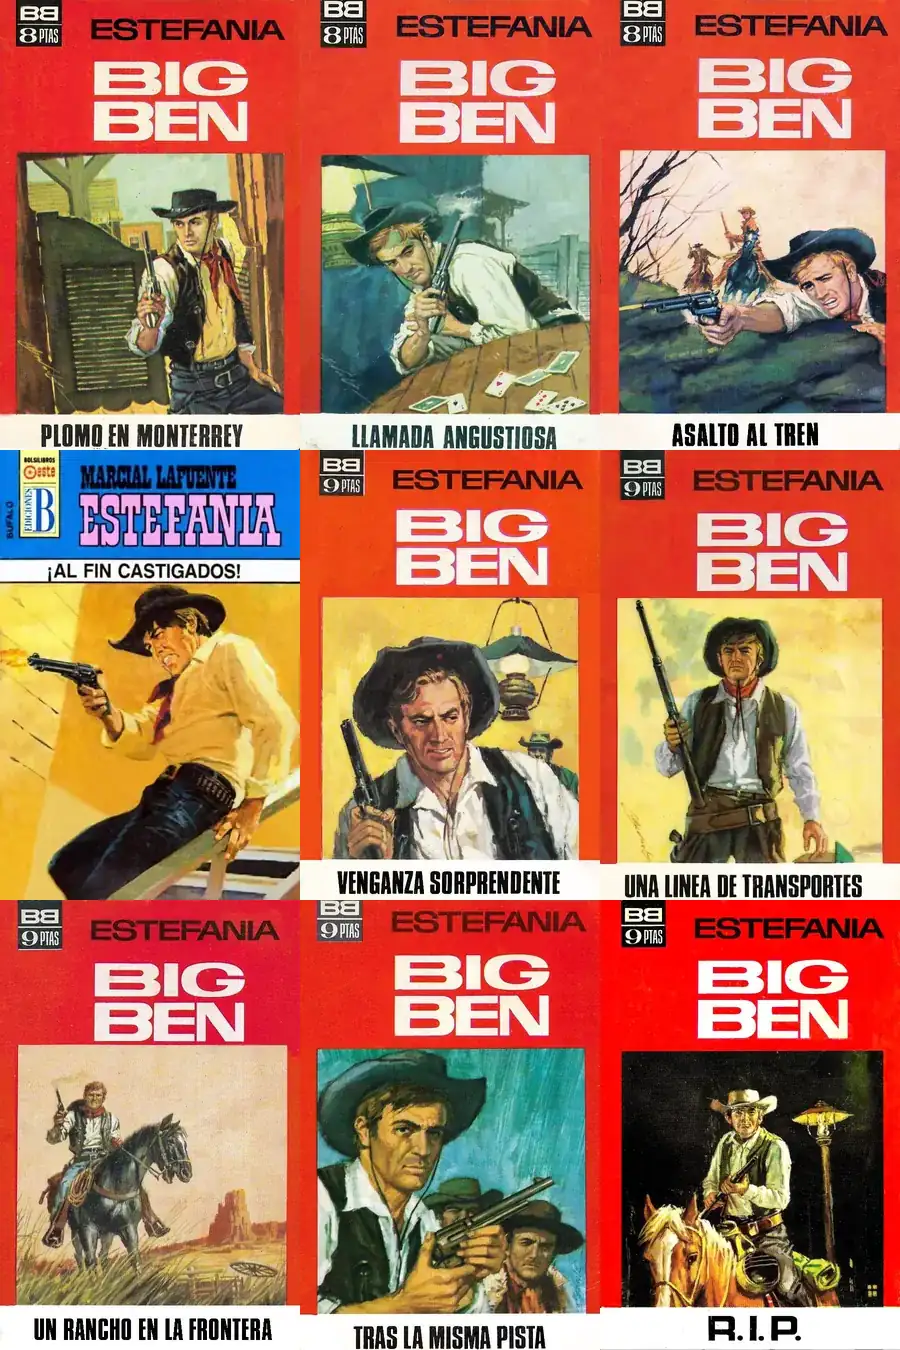 BB
8 PTAS
ESTEFANIA
BIG
BEN
PLOMO EN MONTERREY
BB
8 PTAS
ESTEFANIA
BIG
BEN
LLAMADA ANGUSTIOSA
BB
8 PTAS
ESTEFANIA
BIG
BEN
ASALTO AL TREN
BOLSILIBROS
Oeste
EDICIONES
B
BUFALO
MARCIAL LAFUENTE
ESTEFANIA
¡AL FIN CASTIGADOS!
BB
9 PTAS
ESTEFANIA
BIG
BEN
VENGANZA SORPRENDENTE
BB
9 PTAS
ESTEFANIA
BIG
BEN
UNA LINEA DE TRANSPORTES
BB
9 PTAS
ESTEFANIA
BIG
BEN
UN RANCHO EN LA FRONTERA
BB
9 PTAS
ESTEFANIA
BIG
BEN
TRAS LA MISMA PISTA
BB
9 PTAS
ESTEFANIA
BIG
BEN
R.I.P.